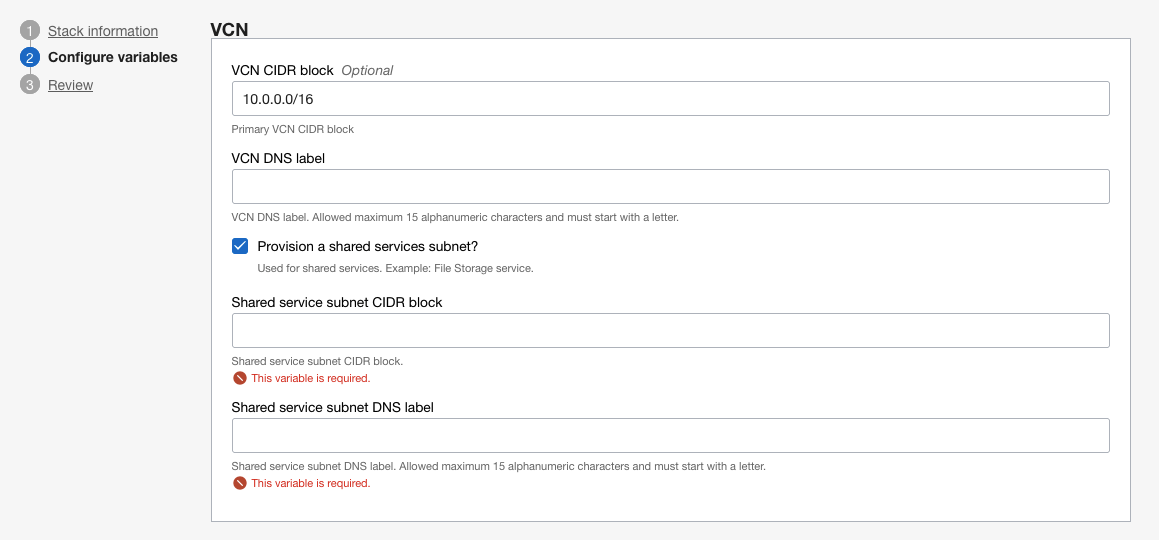 1 Stack information
2 Configure variables
3 Review
VCN
VCN CIDR block Optional
10.0.0.0/16
Primary VCN CIDR block
VCN DNS label
VCN DNS label. Allowed maximum 15 alphanumeric characters and must start with a letter.
Provision a shared services subnet?
Used for shared services. Example: File Storage service.
Shared service subnet CIDR block
Shared service subnet CIDR block.
This variable is required.
Shared service subnet DNS label
Shared service subnet DNS label. Allowed maximum 15 alphanumeric characters and must start with a letter.
This variable is required.